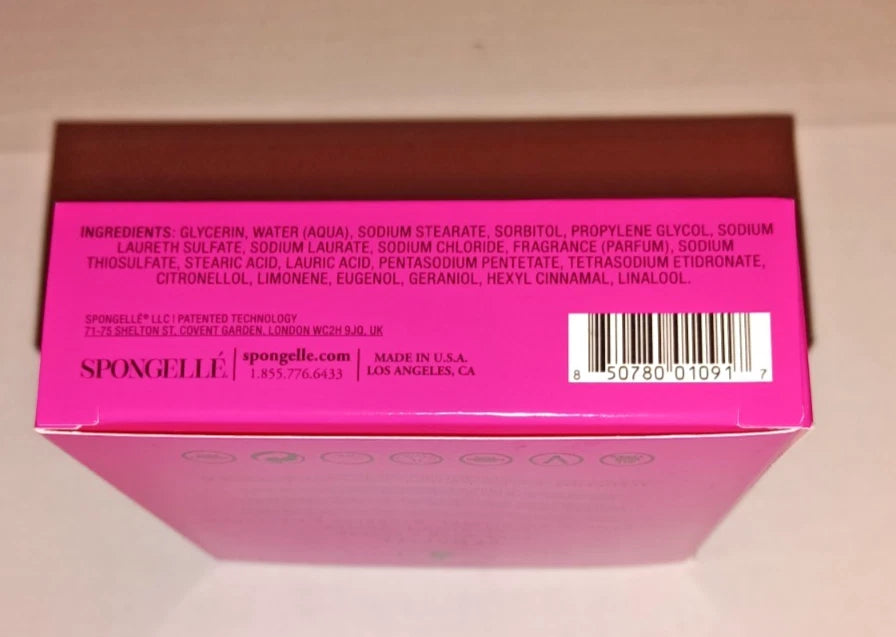 INGREDIENTS: GLYCERIN, WATER (AQUA), SODIUM STEARATE, SORBITOL, PROPYLENE GLYCOL, SODIUM
LAURETH SULFATE, SODIUM LAURATE, SODIUM CHLORIDE, FRAGRANCE (PARFUM), SODIUM
THIOSULFATE, STEARIC ACID, LAURIC ACID, PENTASODIUM PENTETATE, TETRASODIUM ETIDRONATE,
CITRONELLOL, LIMONENE, EUGENOL, GERANIOL, HEXYL CINNAMAL, LINALOOL.
SPONGELLÉ® LLC | PATENTED TECHNOLOGY
71-75 SHELTON ST, COVENT GARDEN, LONDON WC2H 9JQ, UK
SPONGELLÉ
spongelle.com
1.855.776.6433
MADE IN U.S.A.
LOS ANGELES, CA
8 50780 01091 7